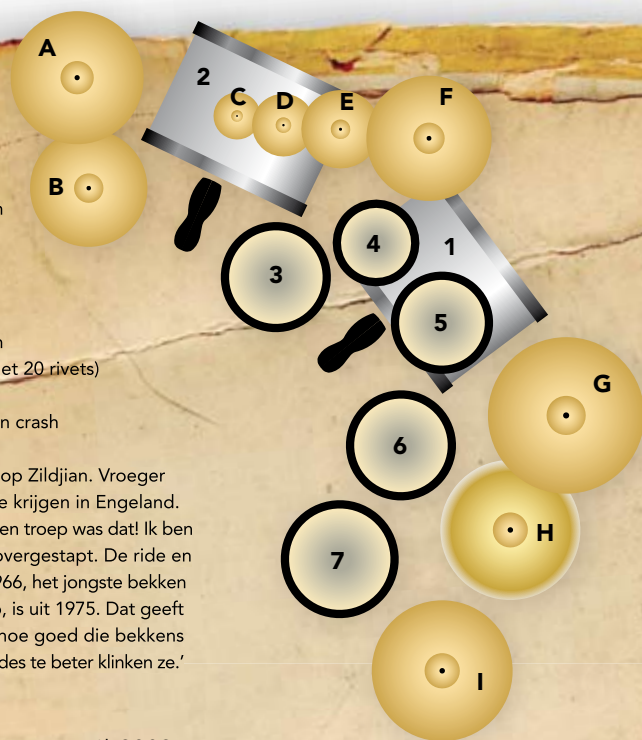 A
2
C
D
E
F
B
4
1
3
5
et 20 rivets)
G
n crash
6
op Zildjian. Vroeger
e krijgen in Engeland.
en troep was dat! Ik ben
H
overgestapt. De ride en
7
966, het jongste bekken
, is uit 1975. Dat geeft
hoe goed die bekkens
des te beter klinken ze.’
I